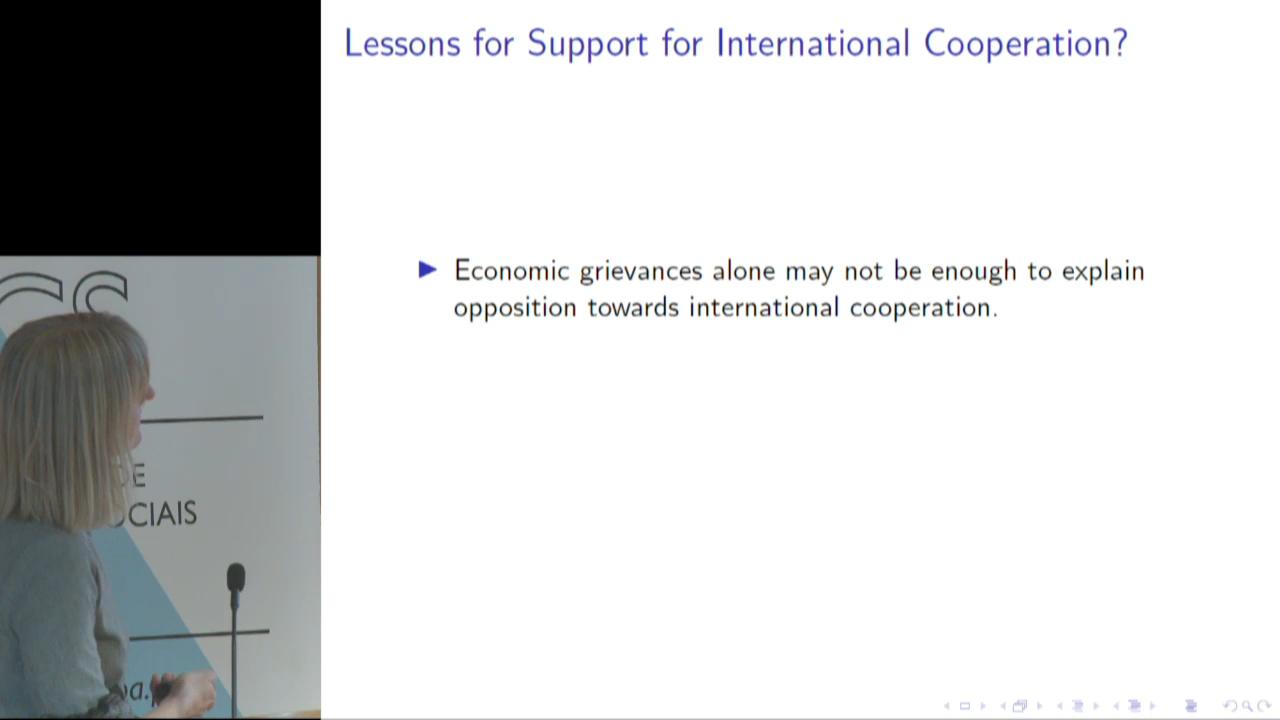 Lessons for Support for International Cooperation?
▶ Economic grievances alone may not be enough to explain
opposition towards international cooperation.
CIAIS